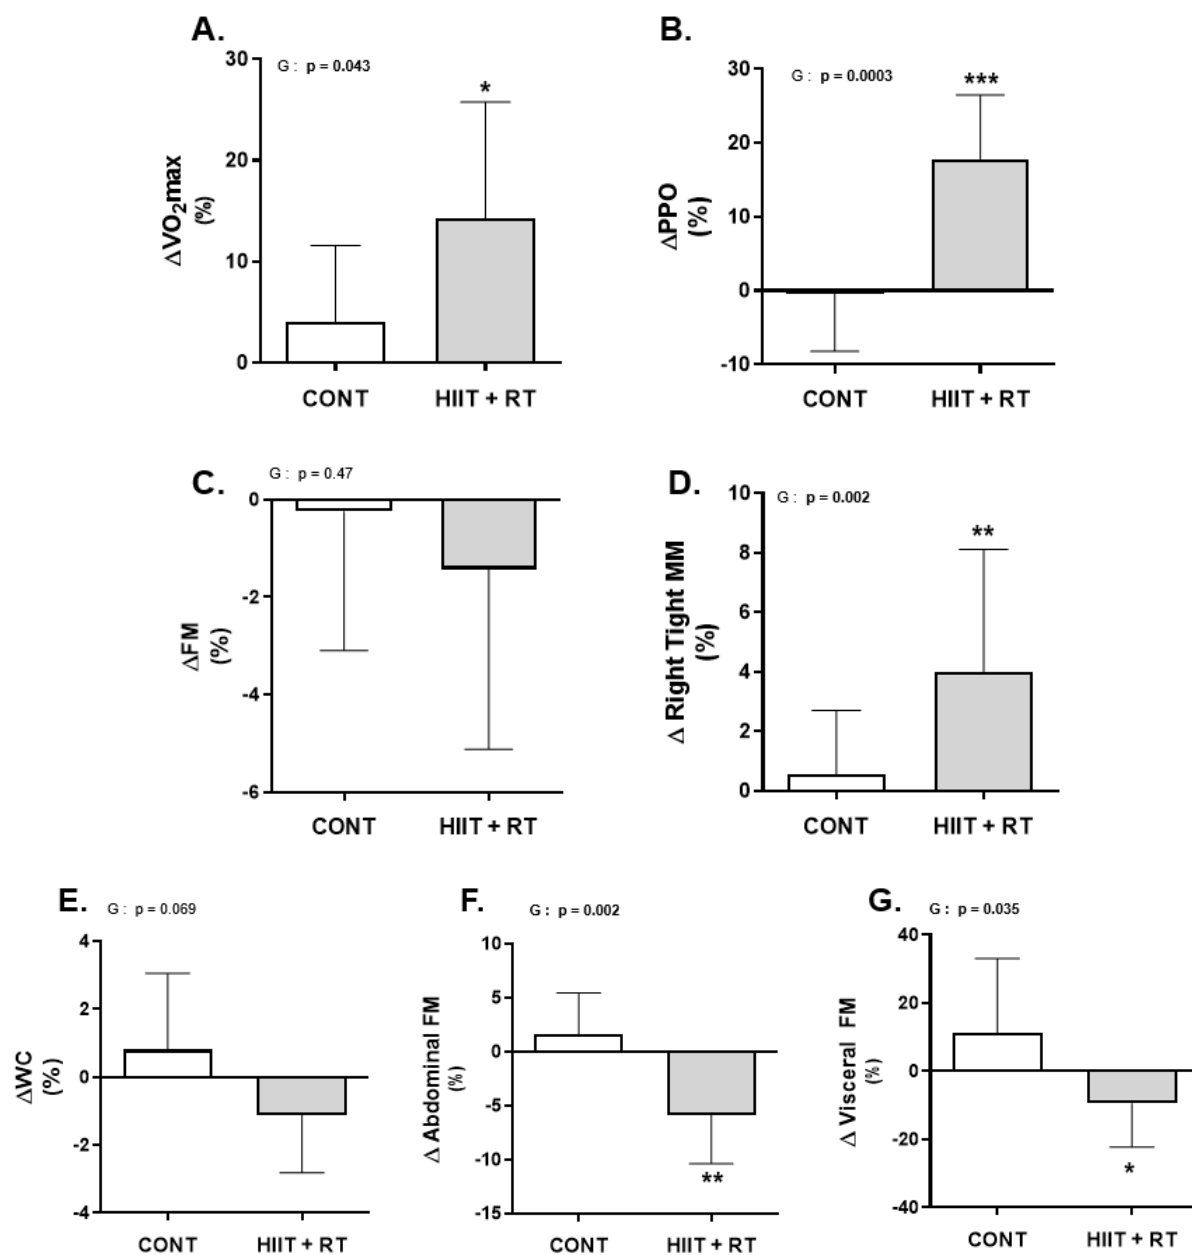 A.
G : p = 0.043
30
20
10
0
ΔVO₂max
(%)
*
CONT
HIIT + RT
B.
G : p = 0.0003
30
20
10
0
-10
ΔPPO
(%)
***
CONT
HIIT + RT
C.
G : p = 0.47
0
-2
-4
-6
ΔFM
(%)
CONT
HIIT + RT
D.
G : p = 0.002
10
8
6
4
2
0
Δ Right Tight MM
(%)
**
CONT
HIIT + RT
E.
G : p = 0.069
4
2
0
-2
-4
ΔWC
(%)
CONT
HIIT + RT
F.
G : p = 0.002
10
5
0
-5
-10
-15
Δ Abdominal FM
(%)
**
CONT
HIIT + RT
G.
G : p = 0.035
40
20
0
-20
-40
Δ Visceral FM
(%)
*
CONT
HIIT + RT